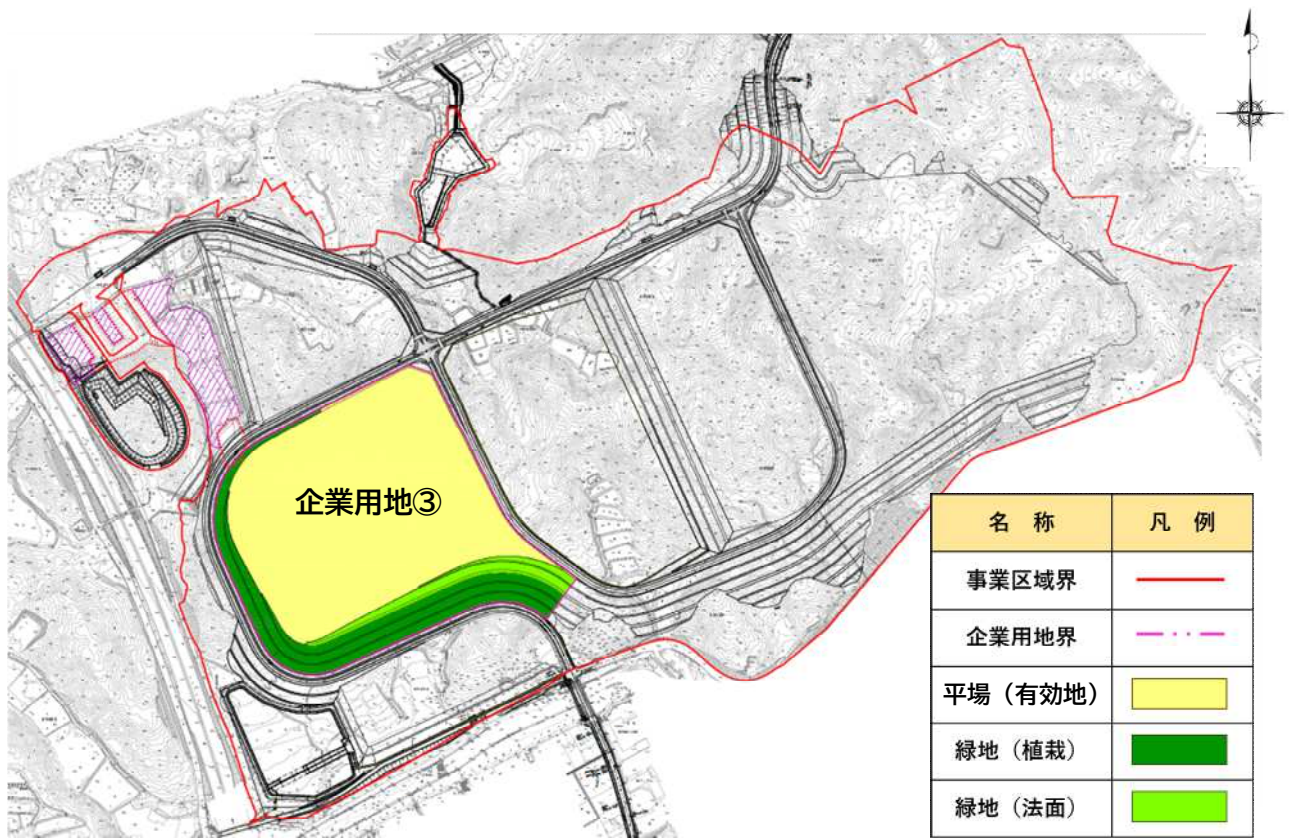 企業用地③
名 称 凡 例
事業区域界
企業用地界
平場（有効地）
緑地（植栽）
緑地（法面）